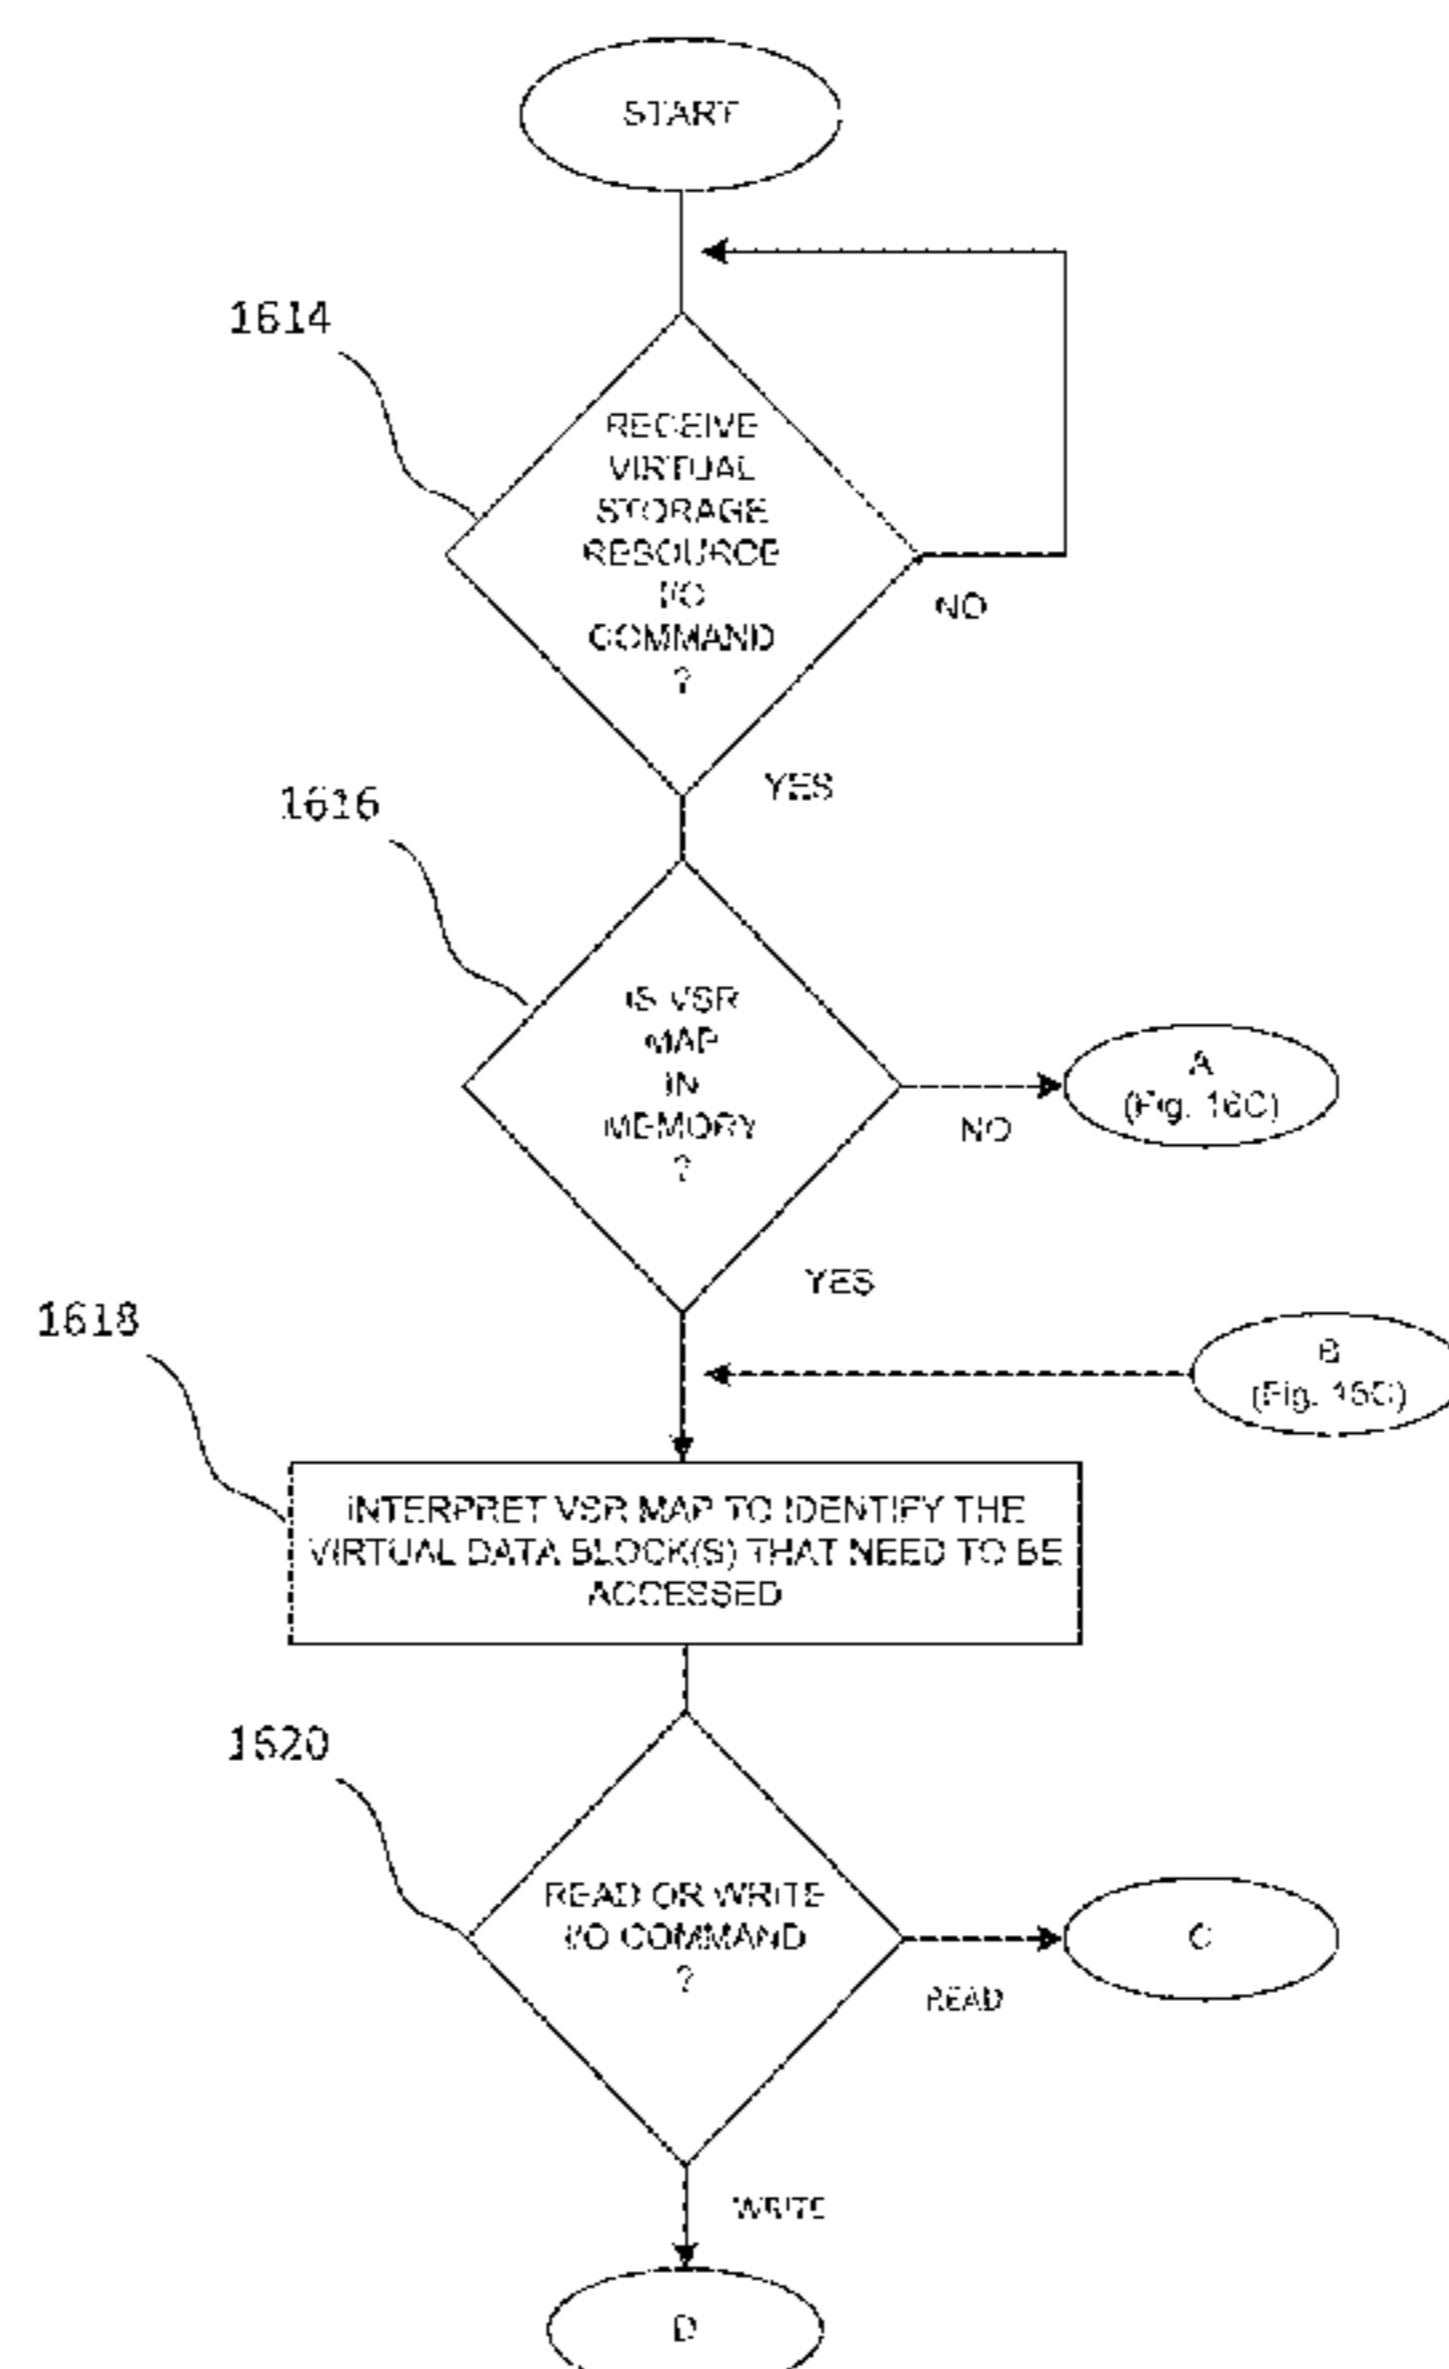 START
1614
RECEIVE
VIRTUAL
STORAGE
RESOURCE
I/O
COMMAND
?
NO
YES
1616
IS VSR
MAP
IN
MEMORY
?
NO
A
(Fig. 16C)
YES
B
(Fig. 16C)
1618
INTERPRET VSR MAP TO IDENTIFY THE
VIRTUAL DATA BLOCK(S) THAT NEED TO BE
ACCESSED
1620
READ OR WRITE
I/O COMMAND
?
READ
C
WRITE
D